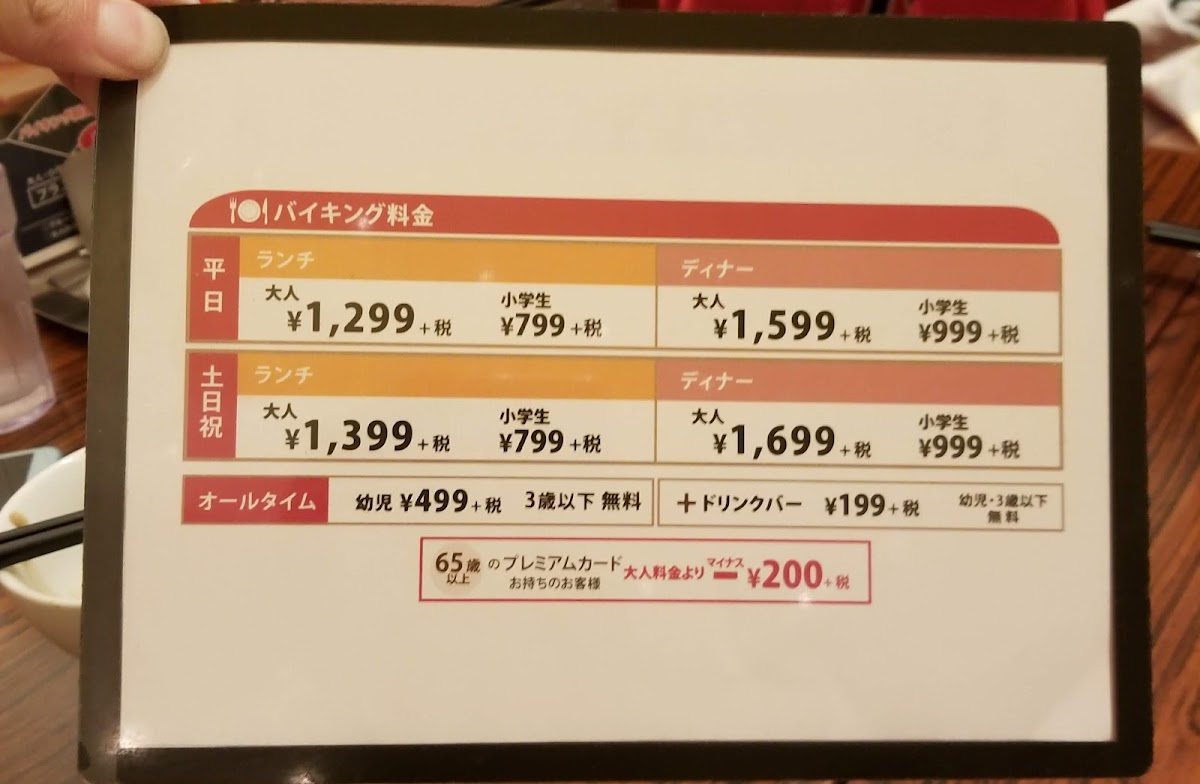 バイキング料金
平日
ランチ
大人 ¥1,299+税 小学生 ¥799+税
ディナー
大人 ¥1,599+税 小学生 ¥999+税
土日祝
ランチ
大人 ¥1,399+税 小学生 ¥799+税
ディナー
大人 ¥1,699+税 小学生 ¥999+税
オールタイム 幼児 ¥499+税 3歳以下 無料
+ドリンクバー ¥199+税 幼児・3歳以下 無料
65歳以上のプレミアムカードお持ちのお客様 大人料金より マイナス ー ¥200+税